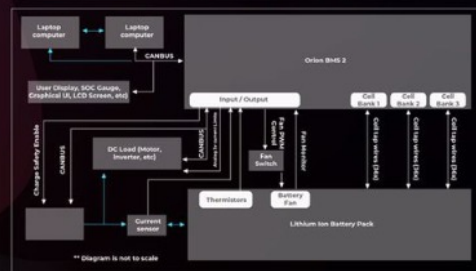 Laptop
computer
Laptop
computer
CANBUS
Orion BMS 2
User Display, SOC Gauge,
Graphical UI, LCD Screen, etc)
Input / Output
Cell
Bank 1
Cell
Bank 2
Cell
Bank 3
Charge Safety Enable
CANBUS
DC Load (Motor,
Inverter, etc)
CANBUS
Fan PWM
Control
Fan
Switch
Fan Monitor
Cell tap wires (36x)
Cell tap wires (36x)
Cell tap wires (36x)
Thermistors
Battery
Fan
Current
sensor
Lithium Ion Battery Pack
** Diagram is not to scale